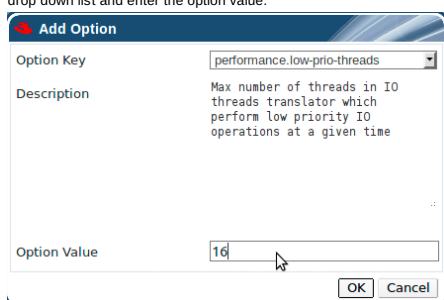 drop down list and enter the option value.
Add Option
Option Key
performance.low-prio-threads
Description
Max number of threads in IO
threads translator which
perform low priority IO
operations at a given time
Option Value
16
OK Cancel